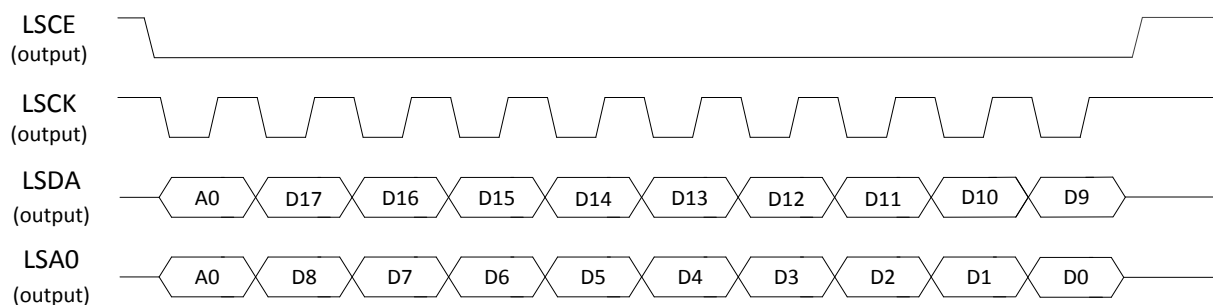 LSCE
(output)
LSCK
(output)
LSDA
(output)
A0 D17 D16 D15 D14 D13 D12 D11 D10 D9
LSA0
(output)
A0 D8 D7 D6 D5 D4 D3 D2 D1 D0